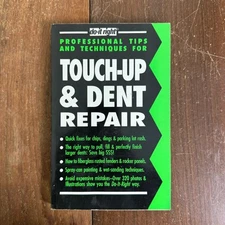 do-it-right
PROFESSIONAL TIPS
AND TECHNIQUES FOR
TOUCH-UP
& DENT
REPAIR
• Quick fixes for chips, dings & parking lot rash.
• The right way to pull, fill & perfectly finish
larger dents: Save big $$$!
• How to fiberglass rusted fenders & rocker panels.
• Spray-can painting & wet-sanding techniques.
• Avoid expensive mistakes–Over 320 photos &
illustrations show you the Do-It-Right way.